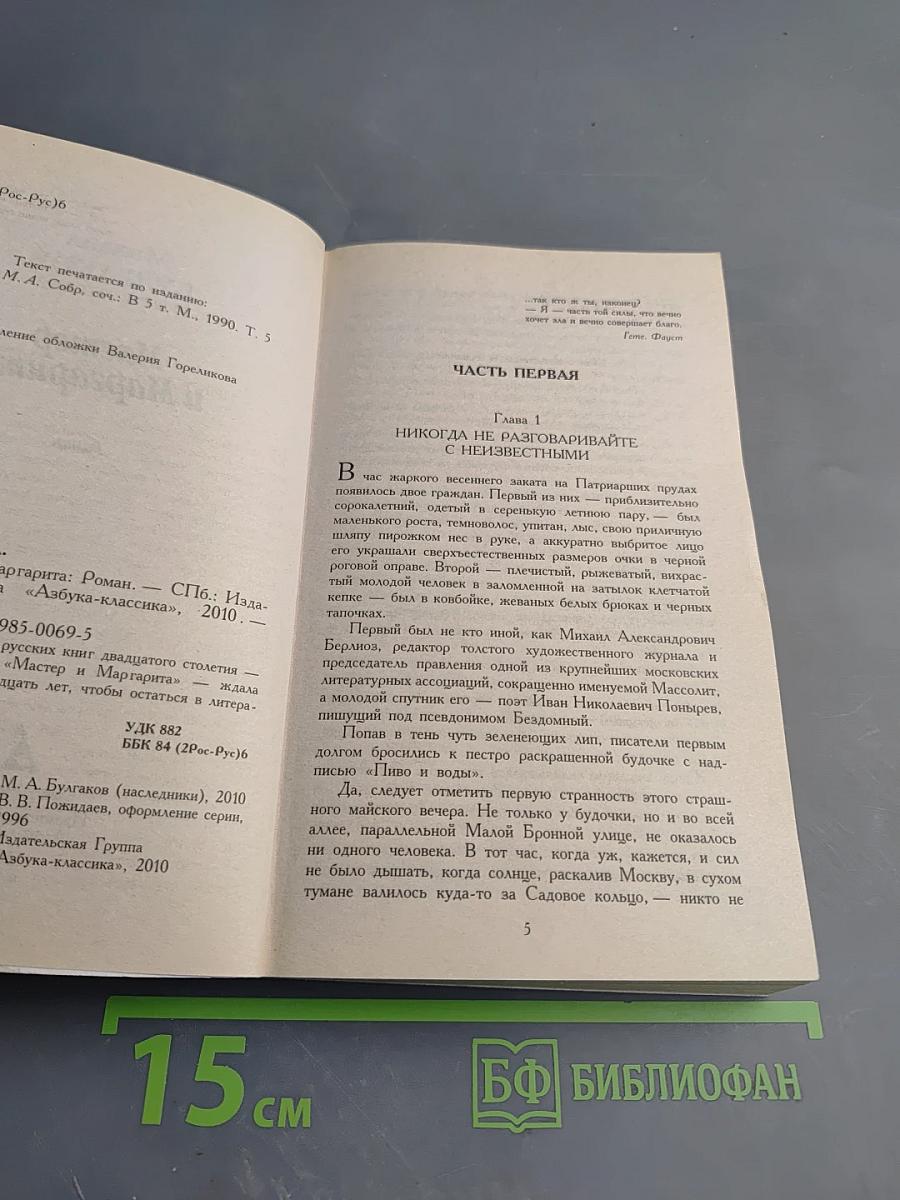 Рос-Рус)6
Текст печатается по изданию:
М. А. Собр. соч.: В 5 т. М., 1990. Т. 5
ление обложки Валерия Гореликова
аргарита: Роман. — СПб.: Изда-
«Азбука-классика», 2010. —
985-0069-5
русских книг двадцатого столетия —
«Мастер и Маргарита» — ждала
дцать лет, чтобы остаться в литера-
УДК 882
ББК 84 (2Рос-Рус)6
М. А. Булгаков (наследники), 2010
В. В. Пожидаев, оформление серии,
1996
Издательская Группа
Азбука-классика», 2010
...так кто ж ты, наконец?
— Я — часть той силы, что вечно
хочет зла и вечно совершает благо.
Гете. Фауст
ЧАСТЬ ПЕРВАЯ
Глава 1
НИКОГДА НЕ РАЗГОВАРИВАЙТЕ
С НЕИЗВЕСТНЫМИ
В час жаркого весеннего заката на Патриарших прудах
появилось двое граждан. Первый из них — приблизительно
сорокалетний, одетый в серенькую летнюю пару, — был
маленького роста, темноволос, упитан, лыс, свою приличную
шляпу пирожком нес в руке, а аккуратно выбритое лицо
его украшали сверхъестественных размеров очки в черной
роговой оправе. Второй — плечистый, рыжеватый, вихрас-
тый молодой человек в заломленной на затылок клетчатой
кепке — был в ковбойке, жеваных белых брюках и черных
тапочках.
Первый был не кто иной, как Михаил Александрович
Берлиоз, редактор толстого художественного журнала и
председатель правления одной из крупнейших московских
литературных ассоциаций, сокращенно именуемой Массолит,
а молодой спутник его — поэт Иван Николаевич Понырев,
пишущий под псевдонимом Бездомный.
Попав в тень чуть зеленеющих лип, писатели первым
долгом бросились к пестро раскрашенной будочке с над-
писью «Пиво и воды».
Да, следует отметить первую странность этого страш-
ного майского вечера. Не только у будочки, но и во всей
аллее, параллельной Малой Бронной улице, не оказалось
ни одного человека. В тот час, когда уж, кажется, и сил
не было дышать, когда солнце, раскалив Москву, в сухом
тумане валилось куда-то за Садовое кольцо, — никто не
5
15 см
БФ БИБЛИОФАН